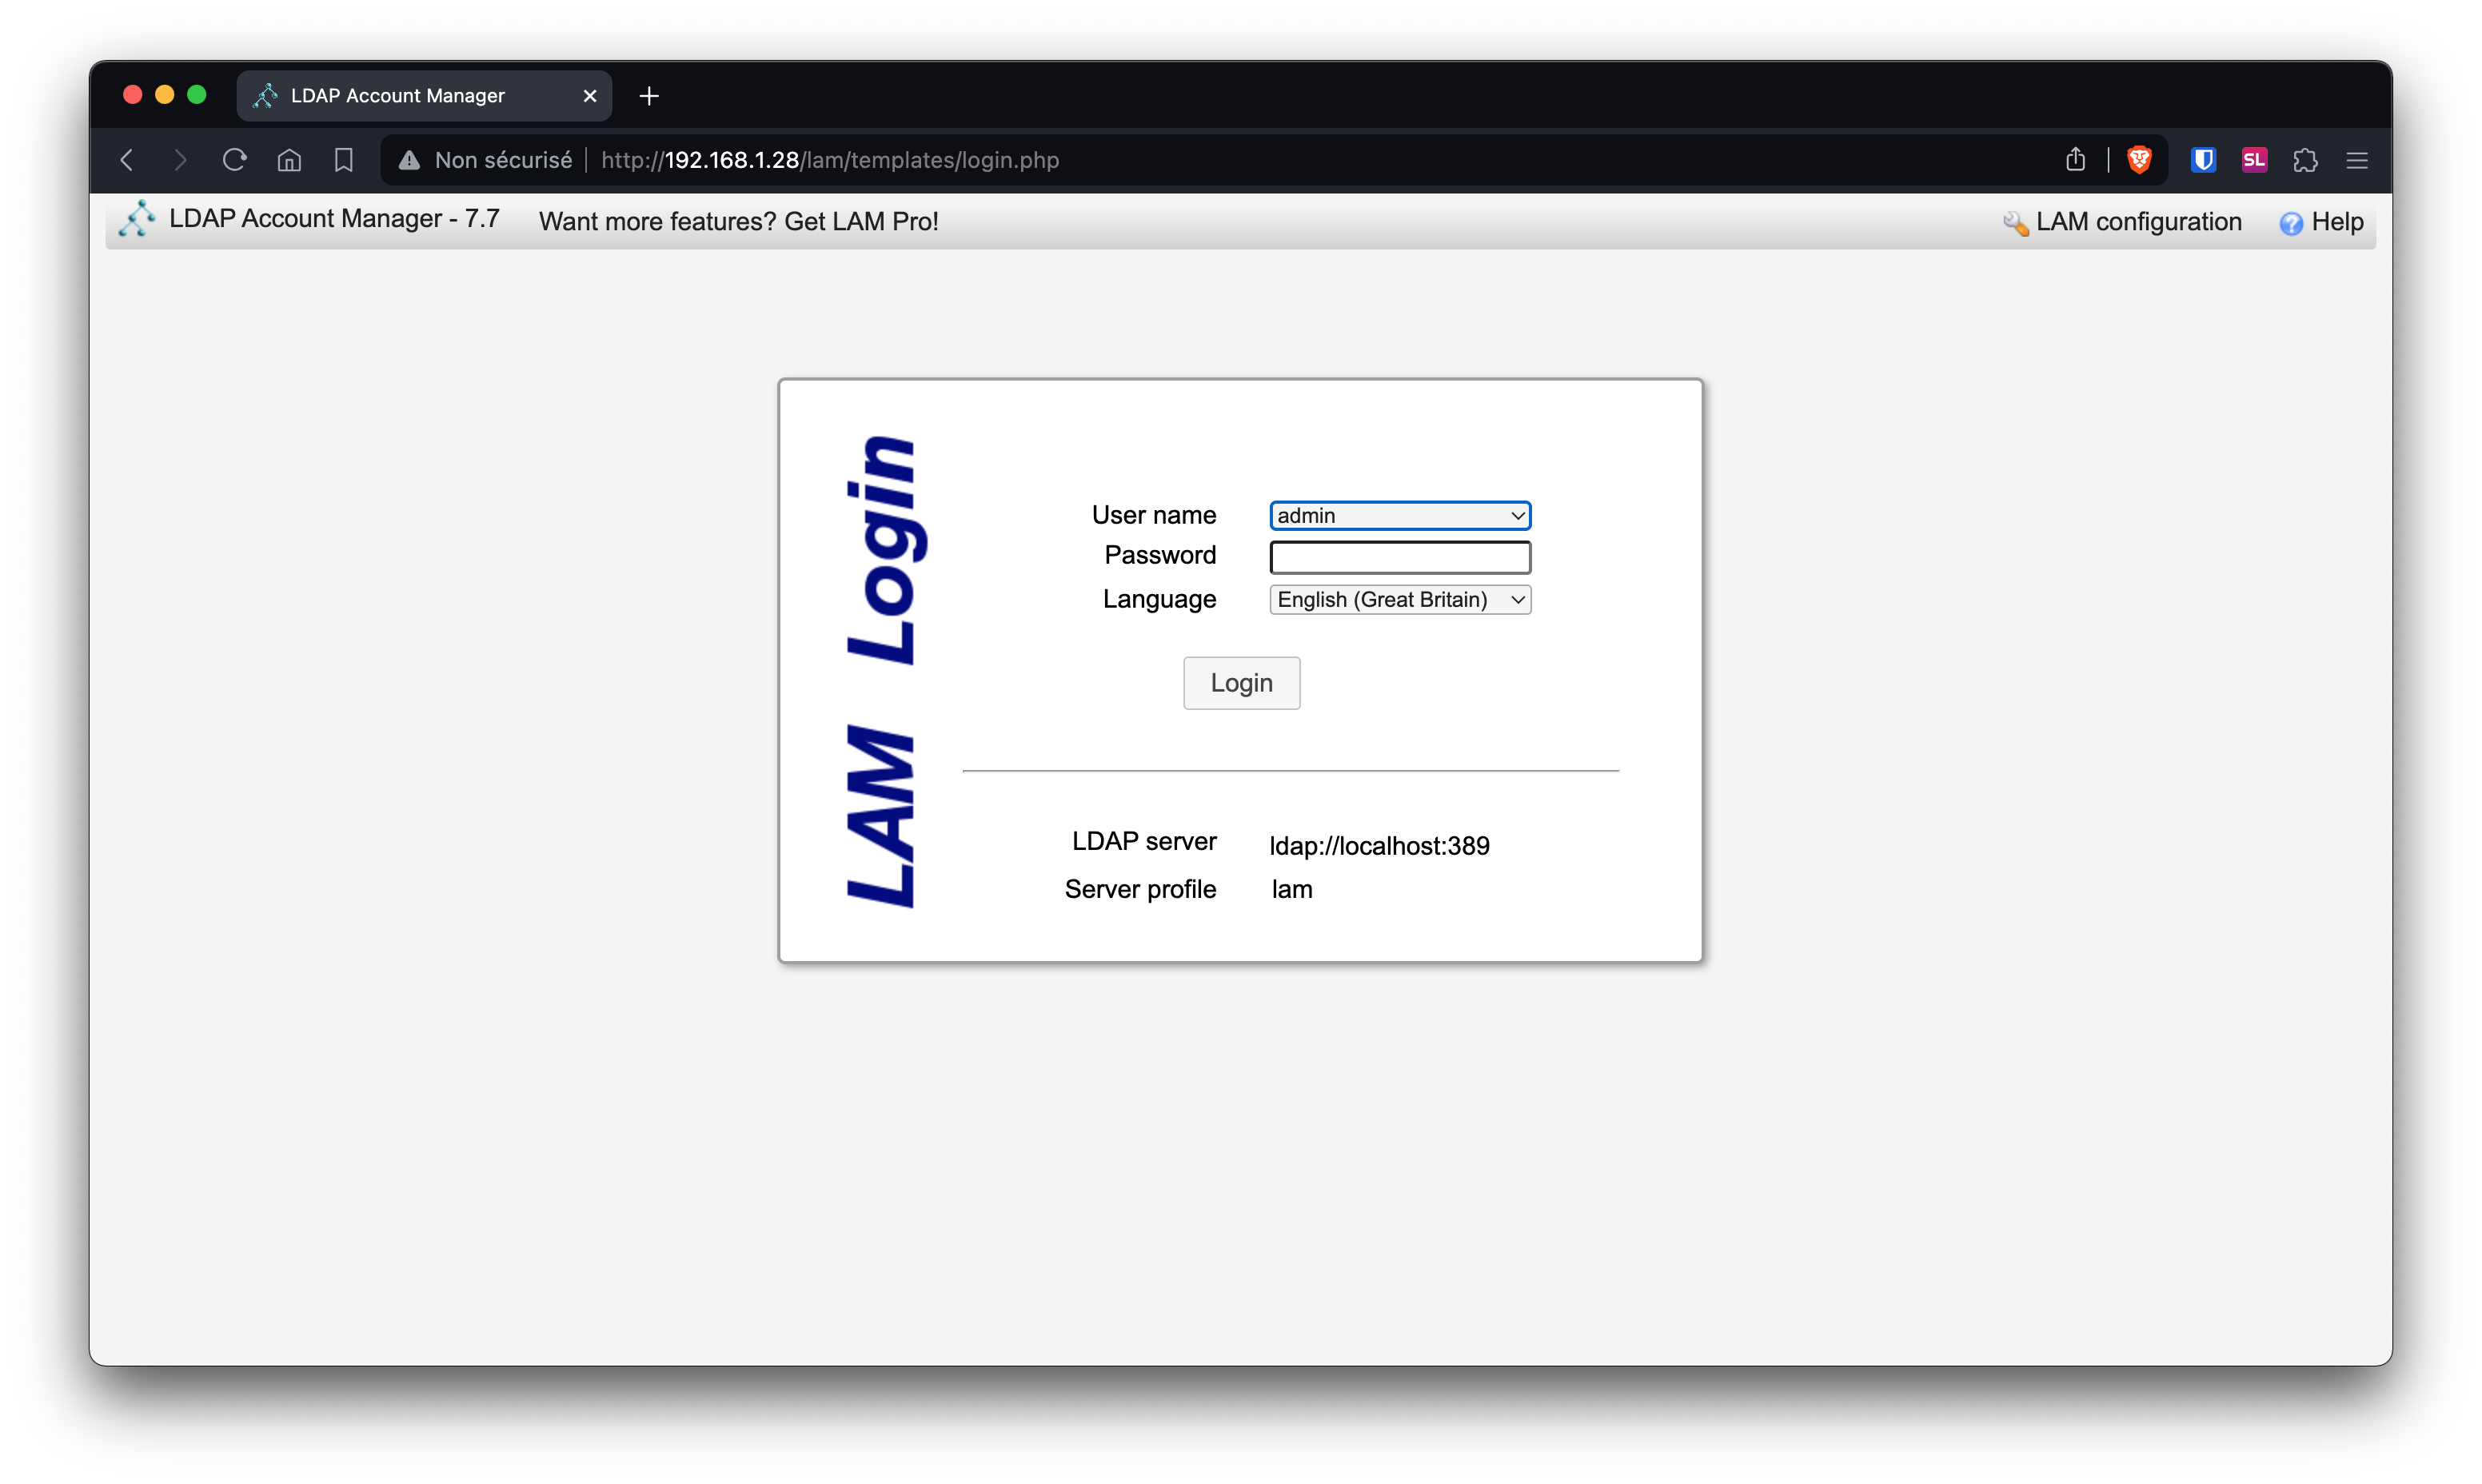 LDAP Account Manager
Non sécurisé http://192.168.1.28/lam/templates/login.php
SL
LDAP Account Manager - 7.7 Want more features? Get LAM Pro! LAM configuration ? Help
LAM Login
User name admin
Password
Language English (Great Britain)
Login
LDAP server ldap://localhost:389
Server profile lam